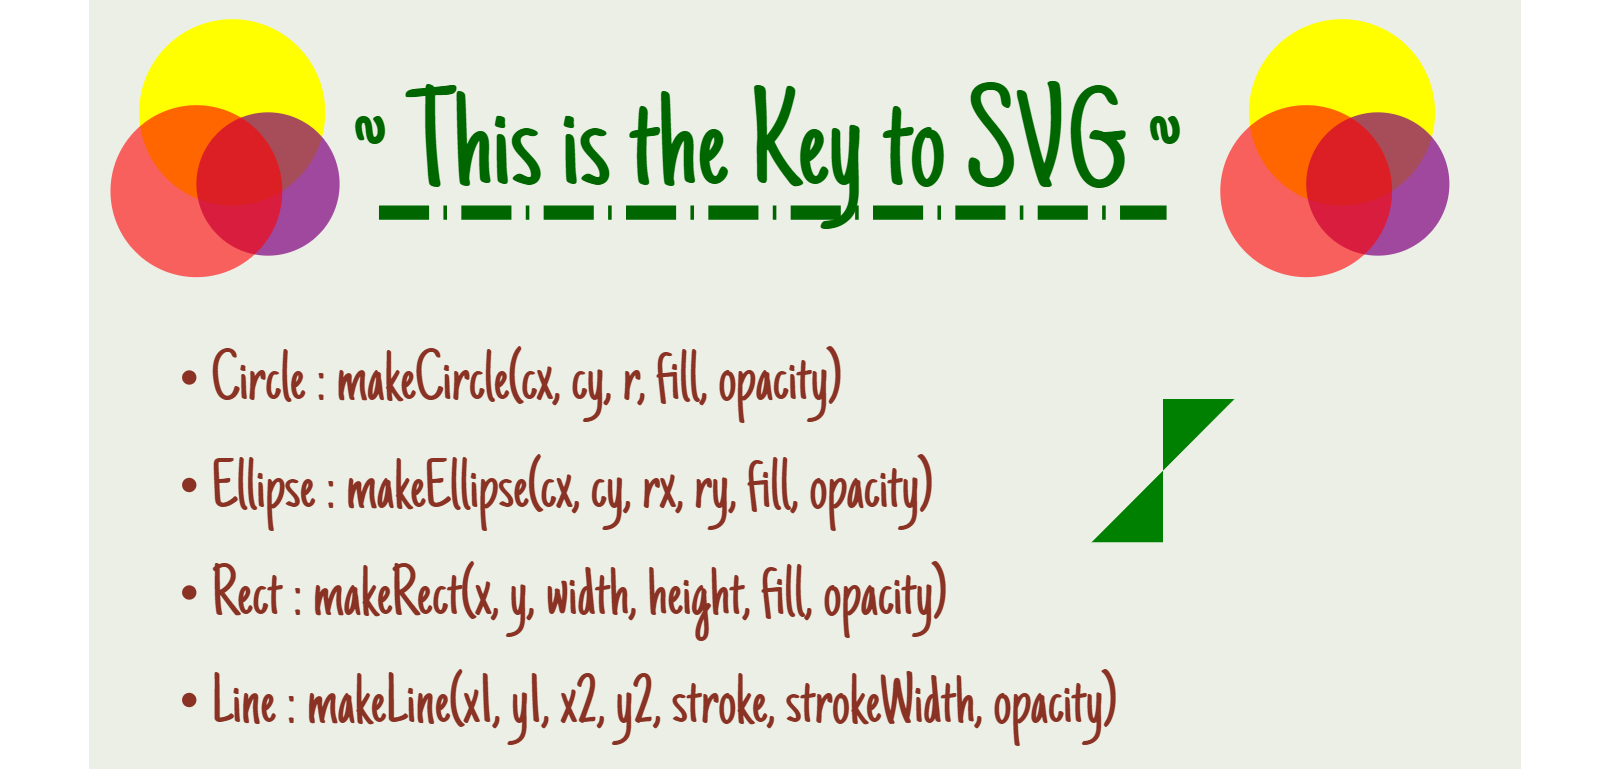 ~ This is the Key to SVG ~
• Circle : makeCircle(cx, cy, r, fill, opacity)
• Ellipse : makeEllipse(cx, cy, rx, ry, fill, opacity)
• Rect : makeRect(x, y, width, height, fill, opacity)
• Line : makeLine(x1, y1, x2, y2, stroke, strokeWidth, opacity)